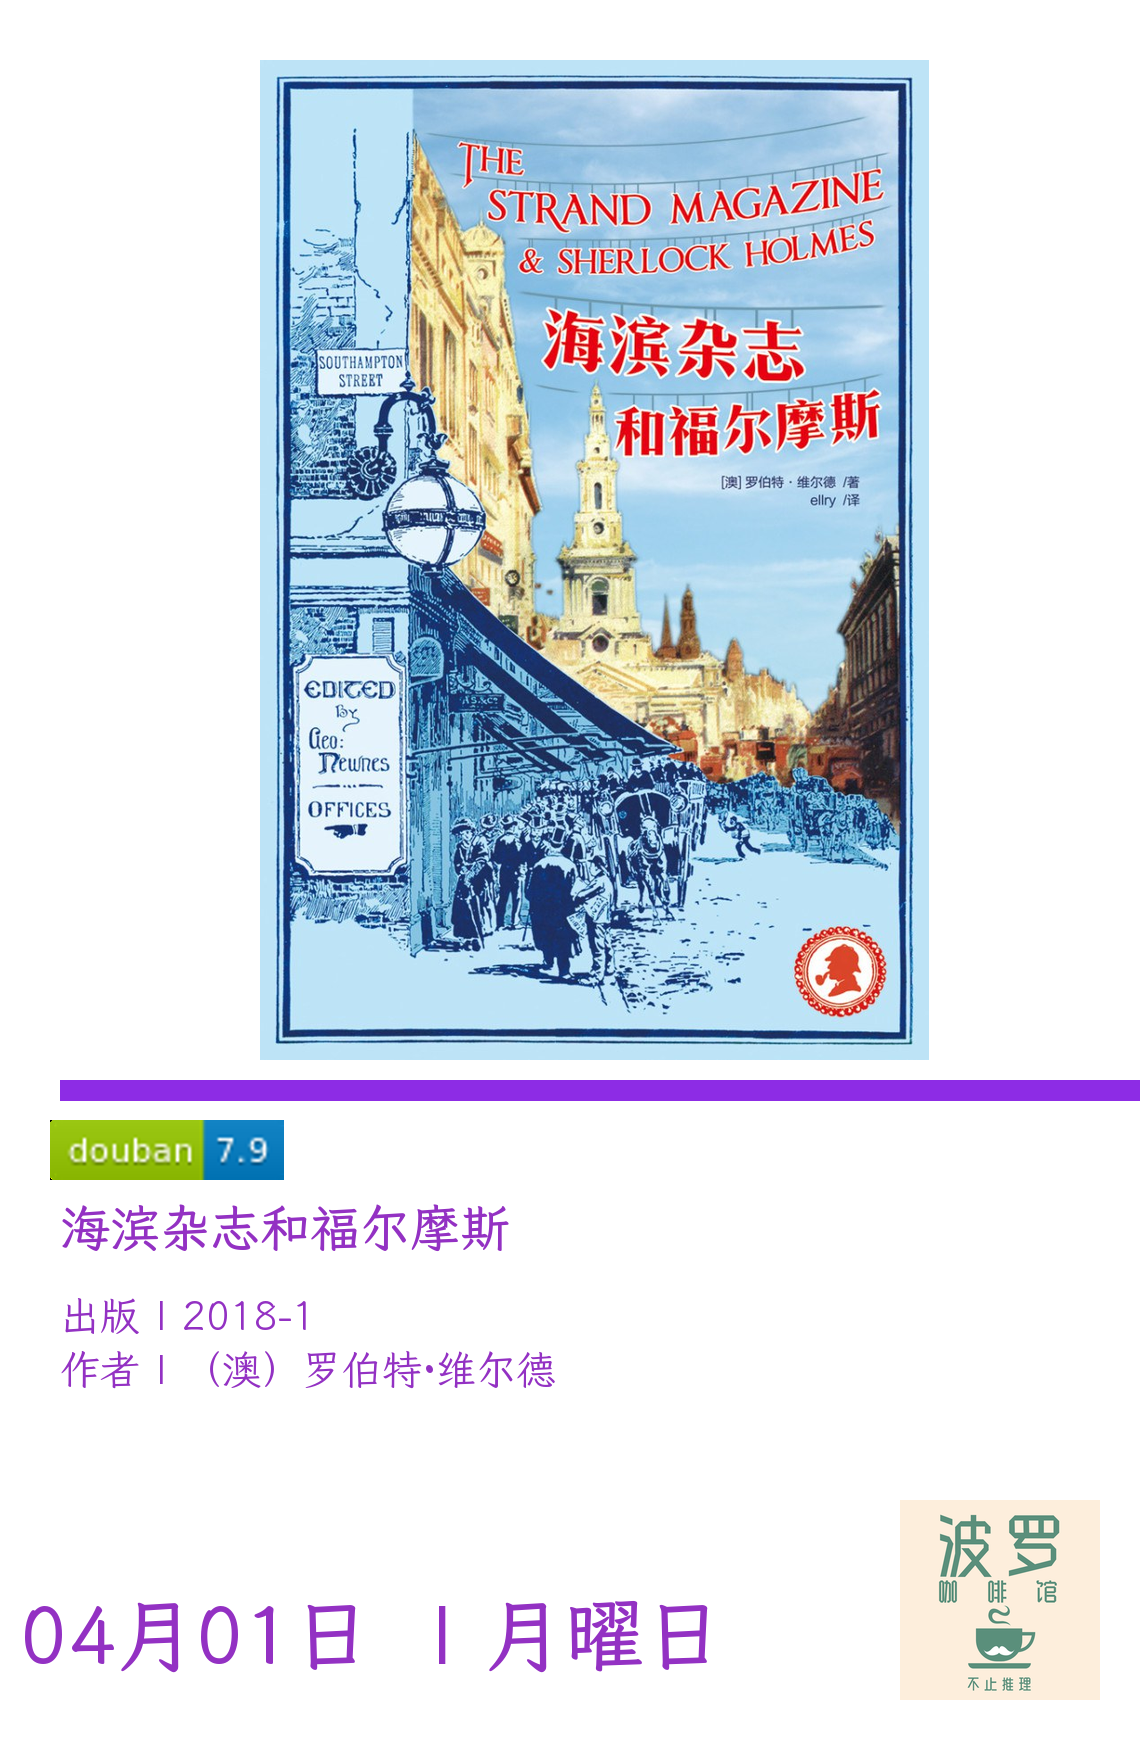 THE
STRAND MAGAZINE
& SHERLOCK HOLMES
海滨杂志
和福尔摩斯
[澳] 罗伯特·维尔德 /著
ellry /译
SOUTHAMPTON
STREET
EDITED
By
Geo:
Newnes
OFFICES
douban 7.9
海滨杂志和福尔摩斯
出版 | 2018-1
作者 | （澳）罗伯特•维尔德
04月01日 | 月曜日
波罗
咖啡馆
不止推理